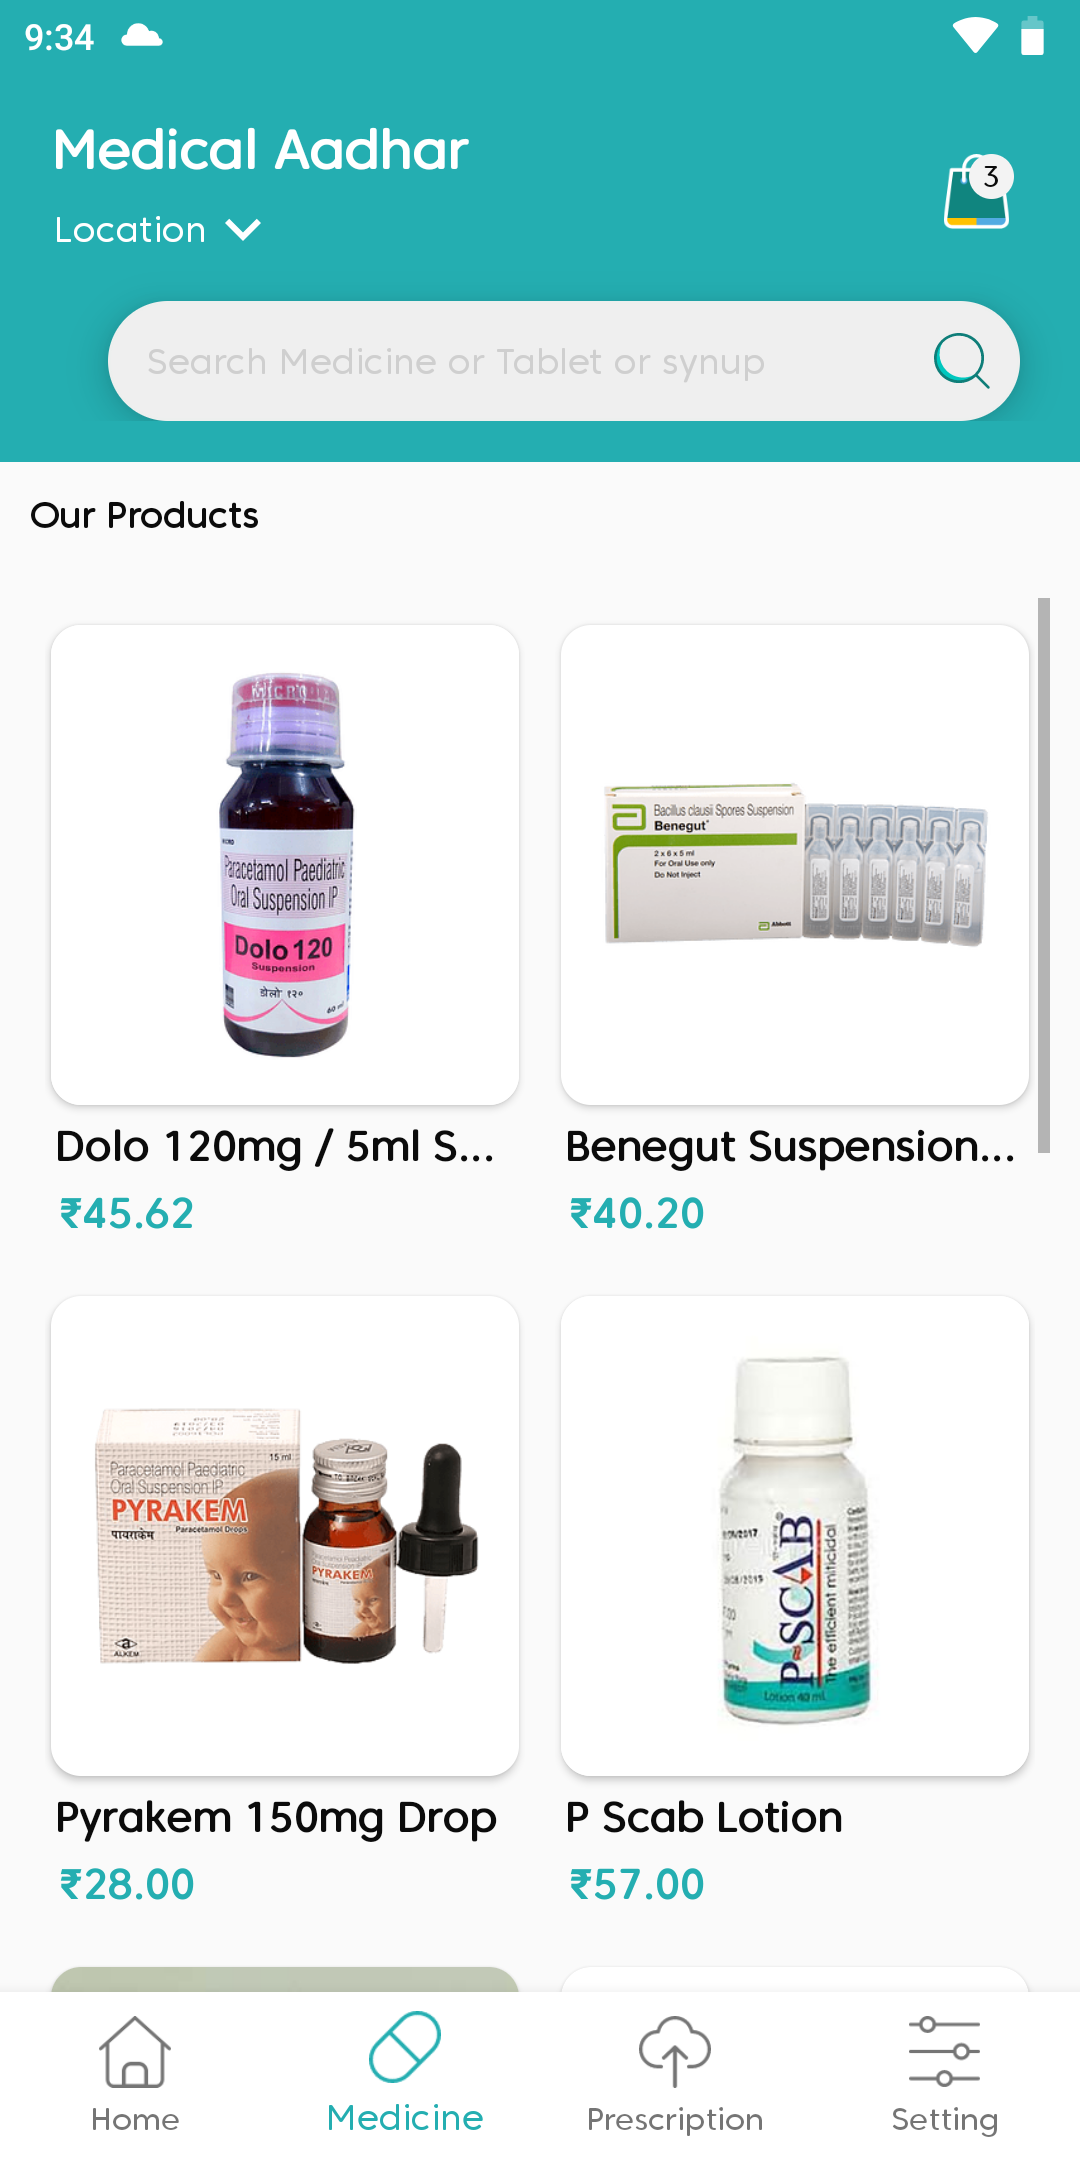 9:34
Medical Aadhar
3
Location
Search Medicine or Tablet or synup
Our Products
Paracetamol Paediatric
Oral Suspension IP
Dolo 120
Suspension
डोलो १२०
60 ml
Bacillus clausii Spores Suspension
Benegut
2 x 6 x 5 ml
For Oral Use only
Do Not Inject
Abbott
Dolo 120mg / 5ml S...
Benegut Suspension...
₹45.62
₹40.20
15 ml
Paracetamol Paediatric
Oral Suspension IP
PYRAKEM
Paracetamol Drops
पायराकेम
ALKEM
PYRAKEM
P-SCAB
The efficient miticidal
Lotion 40 ml
Pyrakem 150mg Drop
P Scab Lotion
₹28.00
₹57.00
Home
Medicine
Prescription
Setting